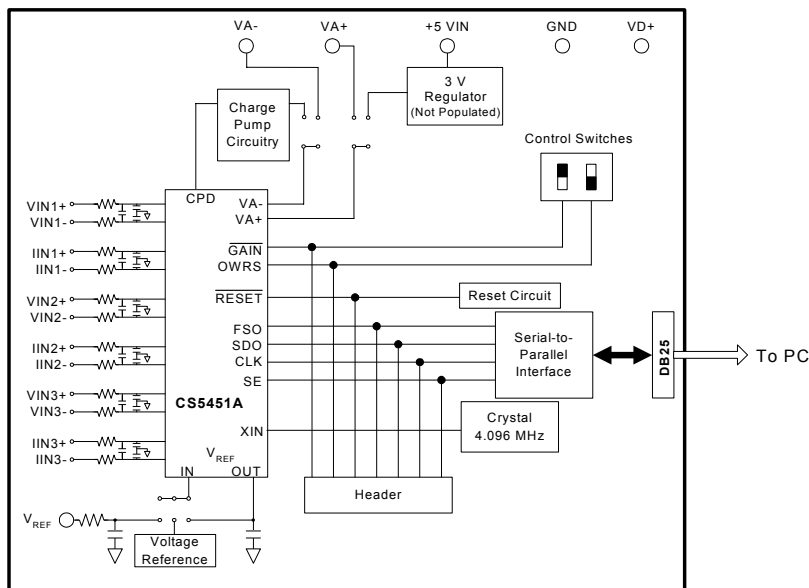 VA-
VA+
+5 VIN
GND
VD+
3 V
Regulator
(Not Populated)
Charge
Pump
Circuitry
Control Switches
CPD
VIN1+
VIN1-
IIN1+
IIN1-
VIN2+
VIN2-
IIN2+
IIN2-
VIN3+
VIN3-
IIN3+
IIN3-
VA-
VA+
GAIN
OWRS
RESET
FSO
SDO
CLK
SE
CS5451A
XIN
VREF
IN
OUT
Reset Circuit
Serial-to-
Parallel
Interface
DB25
To PC
Crystal
4.096 MHz
Header
VREF
Voltage
Reference